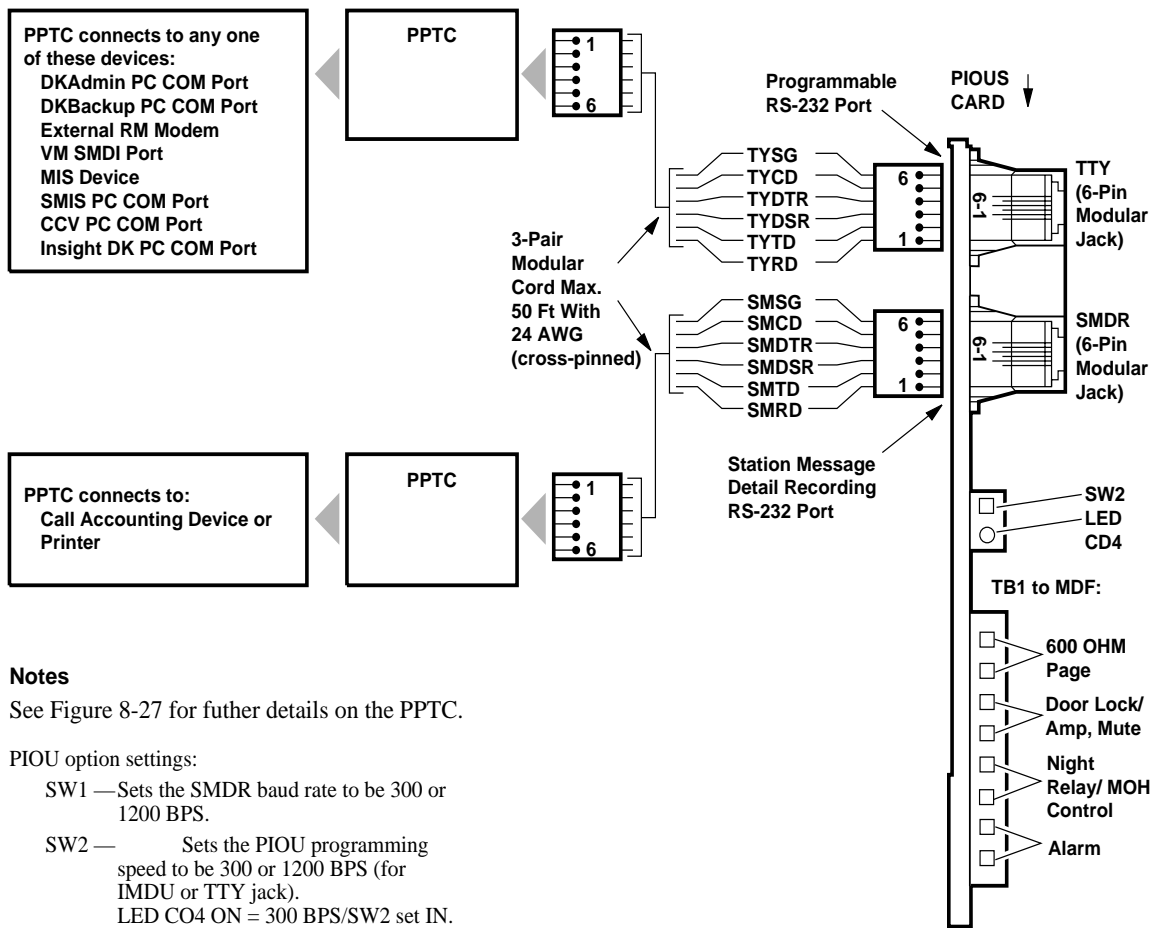 PPTC connects to any one
of these devices:
DKAdmin PC COM Port
DKBackup PC COM Port
External RM Modem
VM SMDI Port
MIS Device
SMIS PC COM Port
CCV PC COM Port
Insight DK PC COM Port
PPTC
1
6
Programmable
RS-232 Port
PIOUS
CARD
TYSG
TYCD
TYDTR
TYDSR
TYTD
TYRD
6
1
6-1
TTY
(6-Pin
Modular
Jack)
3-Pair
Modular
Cord Max.
50 Ft With
24 AWG
(cross-pinned)
SMSG
SMCD
SMDTR
SMDSR
SMTD
SMRD
6
1
6-1
SMDR
(6-Pin
Modular
Jack)
Station Message
Detail Recording
RS-232 Port
PPTC connects to:
Call Accounting Device or
Printer
PPTC
1
6
SW2
LED
CD4
TB1 to MDF:
600 OHM
Page
Door Lock/
Amp, Mute
Night
Relay/ MOH
Control
Alarm
Notes
See Figure 8-27 for futher details on the PPTC.
PIOU option settings:
SW1 — Sets the SMDR baud rate to be 300 or
1200 BPS.
SW2 — Sets the PIOU programming
speed to be 300 or 1200 BPS (for
IMDU or TTY jack).
LED CO4 ON = 300 BPS/SW2 set IN.